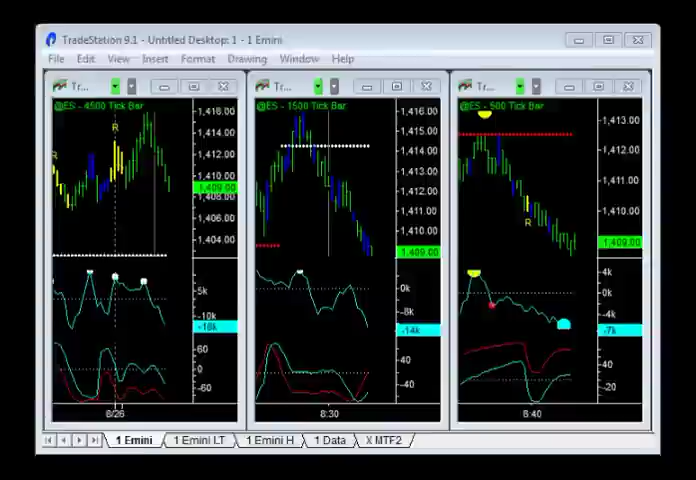 TradeStation 9.1 - Untitled Desktop: 1 - 1 Emini
File Edit View Insert Format Drawing Window Help
Tr... Tr... Tr...
@ES - 4500 Tick Bar
1,416.00
1,414.00
1,412.00
1,410.00
1,409.00
1,408.00
1,406.00
1,404.00
R
R
5k
-10k
-18k
60
0
-60
8/26
@ES - 1500 Tick Bar
1,416.00
1,415.00
1,414.00
1,413.00
1,412.00
1,411.00
1,410.00
1,409.00
0k
-8k
-14k
40
-40
8:30
@ES - 500 Tick Bar
1,413.00
1,412.00
1,411.00
1,410.00
1,409.00
R
4k
0k
-4k
-7k
40
-20
8:40
1 Emini 1 Emini LT 1 Emini H 1 Data X MTF2